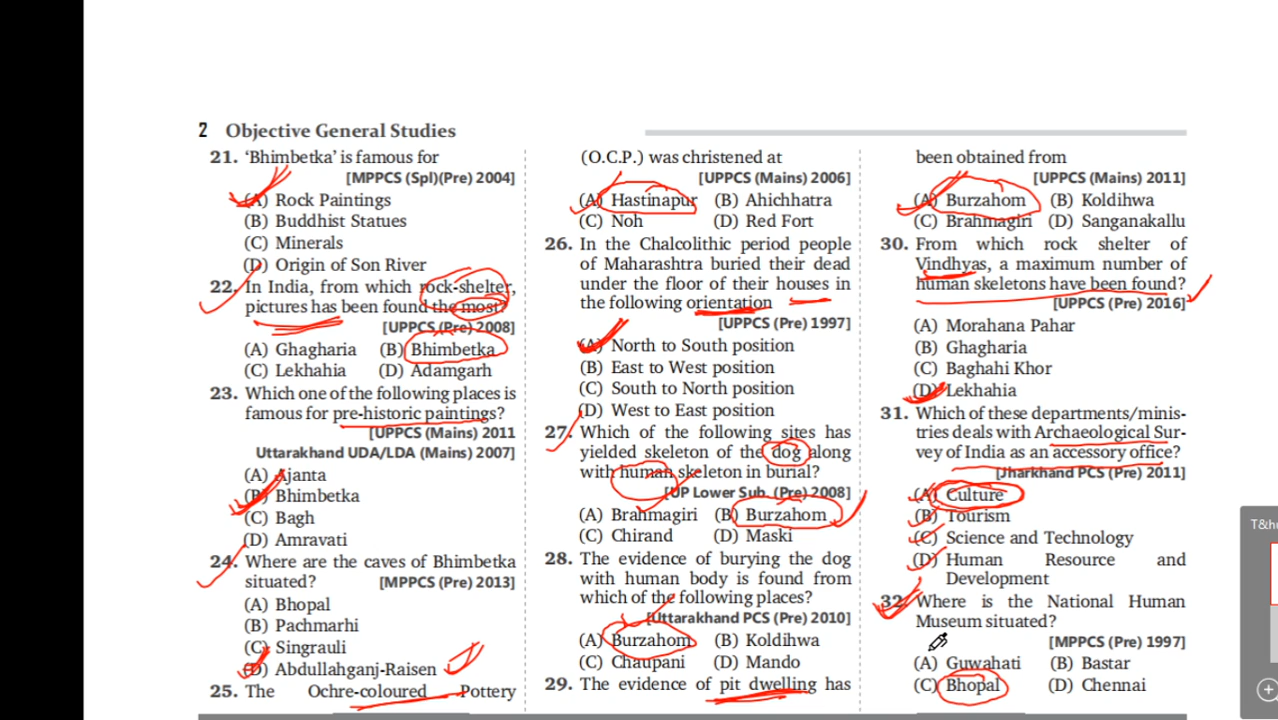 2 Objective General Studies
21. ‘Bhimbetka’ is famous for
[MPPCS (Spl)(Pre) 2004]
(A) Rock Paintings
(B) Buddhist Statues
(C) Minerals
(D) Origin of Son River
22. In India, from which rock-shelter,
pictures has been found the most?
[UPPCS (Pre) 2008]
(A) Ghagharia (B) Bhimbetka
(C) Lekhahia (D) Adamgarh
23. Which one of the following places is
famous for pre-historic paintings?
[UPPCS (Mains) 2011
Uttarakhand UDA/LDA (Mains) 2007]
(A) Ajanta
(B) Bhimbetka
(C) Bagh
(D) Amravati
24. Where are the caves of Bhimbetka
situated? [MPPCS (Pre) 2013]
(A) Bhopal
(B) Pachmarhi
(C) Singrauli
(D) Abdullahganj-Raisen
25. The Ochre-coloured Pottery
(O.C.P.) was christened at
[UPPCS (Mains) 2006]
(A) Hastinapur (B) Ahichhatra
(C) Noh (D) Red Fort
26. In the Chalcolithic period people
of Maharashtra buried their dead
under the floor of their houses in
the following orientation
[UPPCS (Pre) 1997]
(A) North to South position
(B) East to West position
(C) South to North position
(D) West to East position
27. Which of the following sites has
yielded skeleton of the dog along
with human skeleton in burial?
[UP Lower Sub. (Pre) 2008]
(A) Brahmagiri (B) Burzahom
(C) Chirand (D) Maski
28. The evidence of burying the dog
with human body is found from
which of the following places?
[Uttarakhand PCS (Pre) 2010]
(A) Burzahom (B) Koldihwa
(C) Chaupani (D) Mando
29. The evidence of pit dwelling has
been obtained from
[UPPCS (Mains) 2011]
(A) Burzahom (B) Koldihwa
(C) Brahmagiri (D) Sanganakallu
30. From which rock shelter of
Vindhyas, a maximum number of
human skeletons have been found?
[UPPCS (Pre) 2016]
(A) Morahana Pahar
(B) Ghagharia
(C) Baghahi Khor
(D) Lekhahia
31. Which of these departments/minis-
tries deals with Archaeological Sur-
vey of India as an accessory office?
[Jharkhand PCS (Pre) 2011]
(A) Culture
(B) Tourism
(C) Science and Technology
(D) Human Resource and
Development
32. Where is the National Human
Museum situated?
[MPPCS (Pre) 1997]
(A) Guwahati (B) Bastar
(C) Bhopal (D) Chennai
T&h